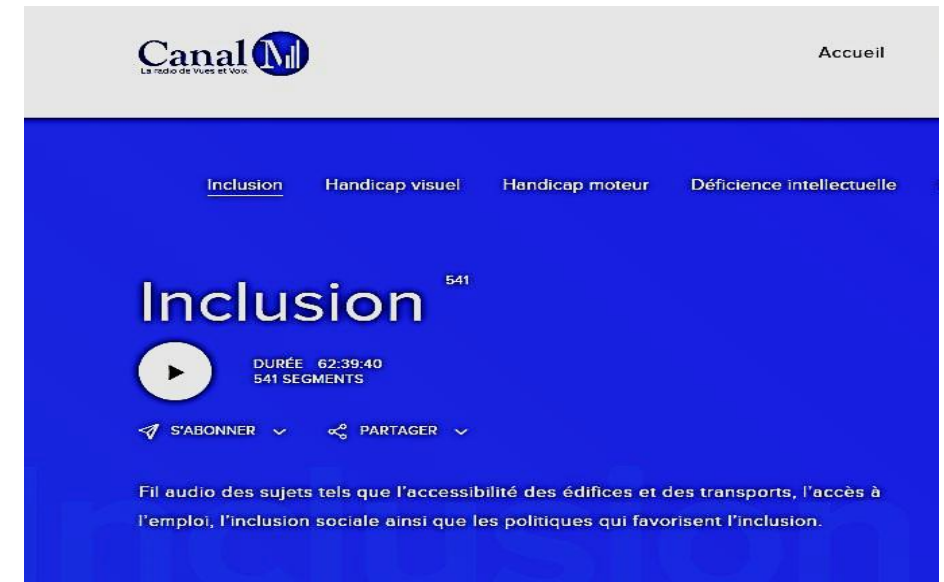 Canal M
La radio de Vues et Voix
Accueil
Inclusion Handicap visuel Handicap moteur Déficience intellectuelle
Inclusion 541
DURÉE 62:39:40
541 SEGMENTS
S'ABONNER PARTAGER
Fil audio des sujets tels que l'accessibilité des édifices et des transports, l'accès à
l'emploi, l'inclusion sociale ainsi que les politiques qui favorisent l'inclusion.
Inclusion